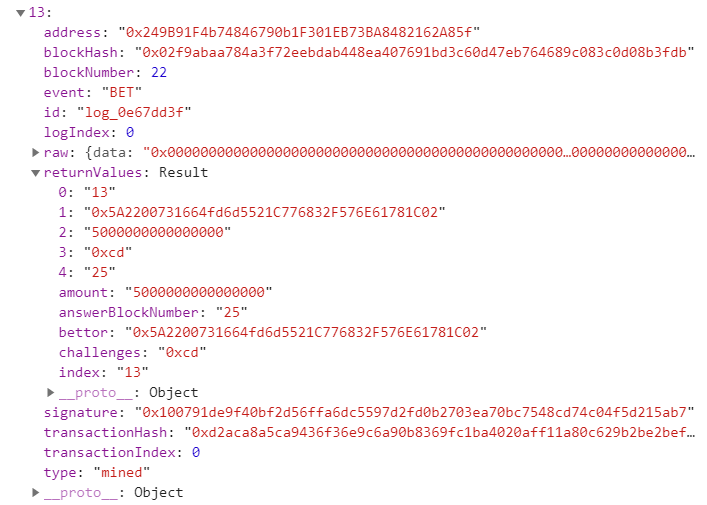 ▼13:
address: "0x249B91F4b74846790b1F301EB73BA8482162A85f"
blockHash: "0x02f9abaa784a3f72eebdab448ea407691bd3c60d47eb764689c083c0d08b3fdb"
blockNumber: 22
event: "BET"
id: "log_0e67dd3f"
logIndex: 0
▶raw: {data: "0x00000000000000000000000000000000000000000000000…00000000000000…
▼returnValues: Result
0: "13"
1: "0x5A2200731664fd6d5521C776832F576E61781C02"
2: "5000000000000000"
3: "0xcd"
4: "25"
amount: "5000000000000000"
answerBlockNumber: "25"
bettor: "0x5A2200731664fd6d5521C776832F576E61781C02"
challenges: "0xcd"
index: "13"
▶__proto__: Object
signature: "0x100791de9f40bf2d56ffa6dc5597d2fd0b2703ea70bc7548cd74c04f5d215ab7"
transactionHash: "0xd2aca8a5ca9436f36e9c6a90b8369fc1ba4020aff11a80c629b2be2bef…
transactionIndex: 0
type: "mined"
▶__proto__: Object